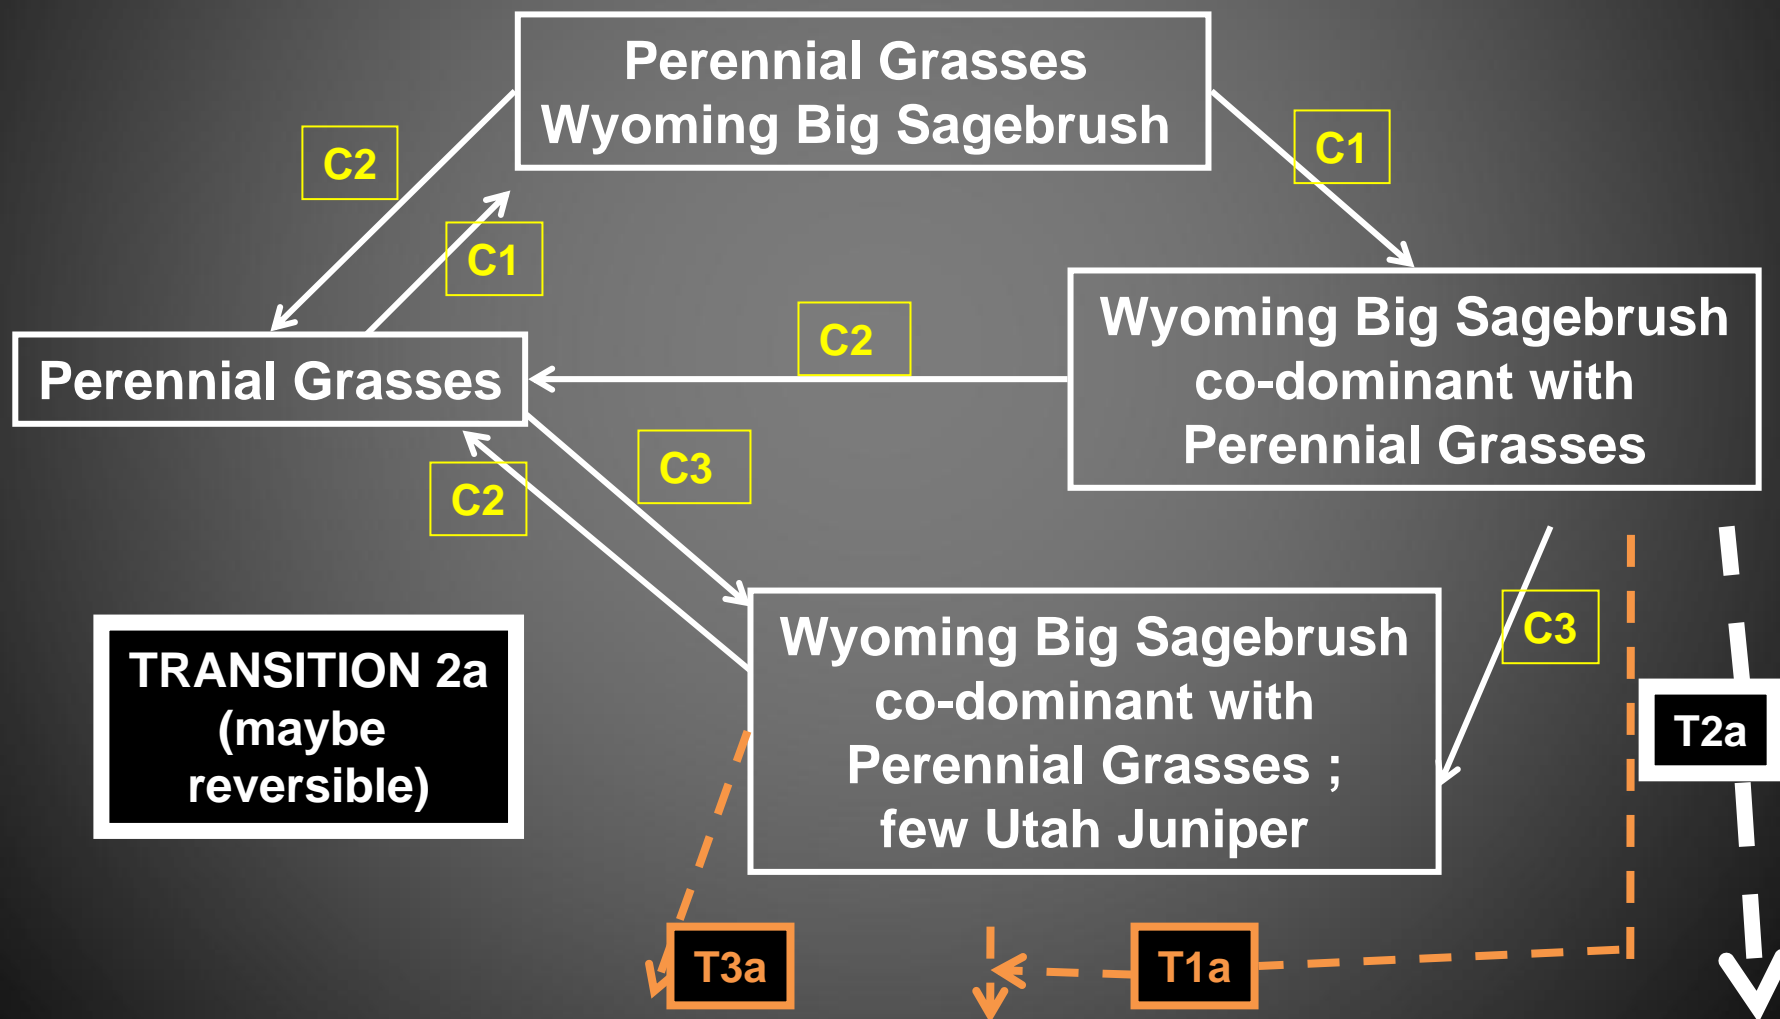 Perennial Grasses
Wyoming Big Sagebrush
C2
C1
C1
Perennial Grasses
C2
Wyoming Big Sagebrush
co-dominant with
Perennial Grasses
C3
C2
C3
Wyoming Big Sagebrush
co-dominant with
Perennial Grasses ;
few Utah Juniper
TRANSITION 2a
(maybe
reversible)
T2a
T3a
T1a